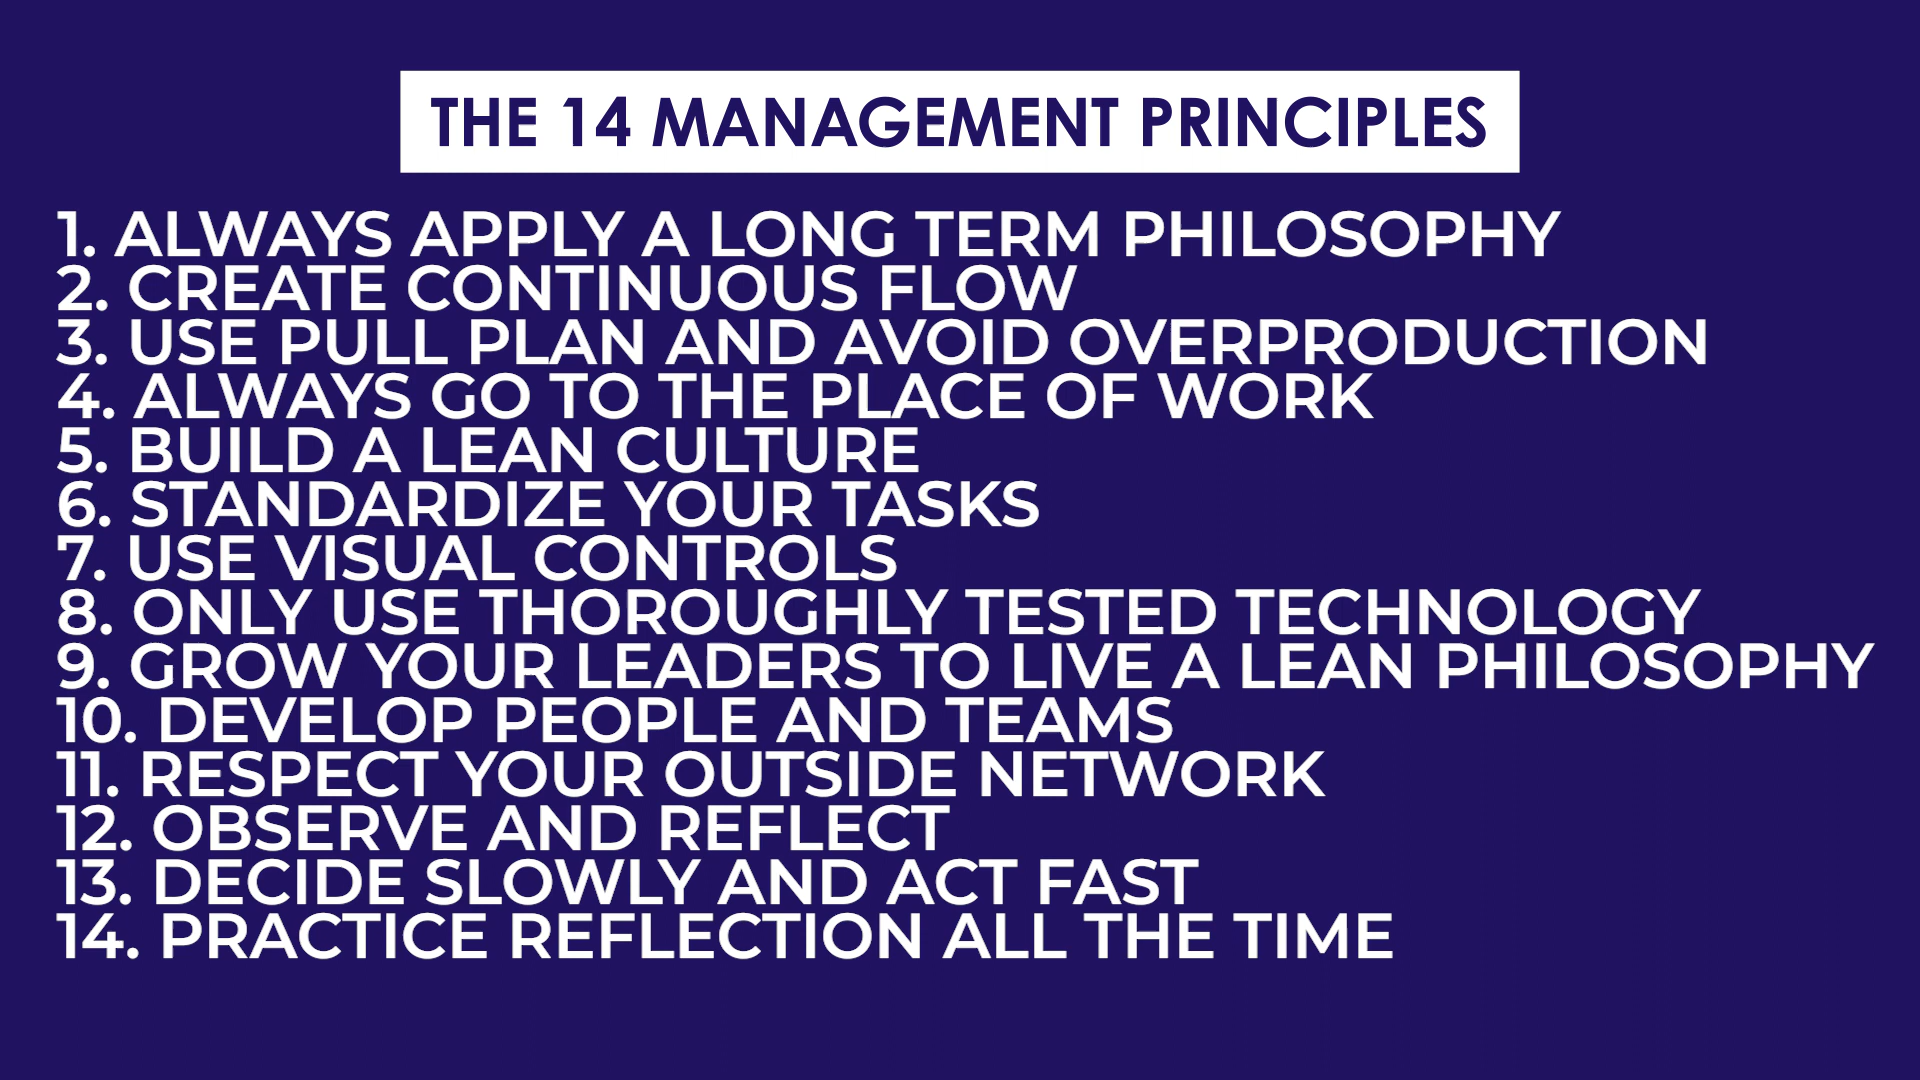 THE 14 MANAGEMENT PRINCIPLES
1. ALWAYS APPLY A LONG TERM PHILOSOPHY
2. CREATE CONTINUOUS FLOW
3. USE PULL PLAN AND AVOID OVERPRODUCTION
4. ALWAYS GO TO THE PLACE OF WORK
5. BUILD A LEAN CULTURE
6. STANDARDIZE YOUR TASKS
7. USE VISUAL CONTROLS
8. ONLY USE THOROUGHLY TESTED TECHNOLOGY
9. GROW YOUR LEADERS TO LIVE A LEAN PHILOSOPHY
10. DEVELOP PEOPLE AND TEAMS
11. RESPECT YOUR OUTSIDE NETWORK
12. OBSERVE AND REFLECT
13. DECIDE SLOWLY AND ACT FAST
14. PRACTICE REFLECTION ALL THE TIME